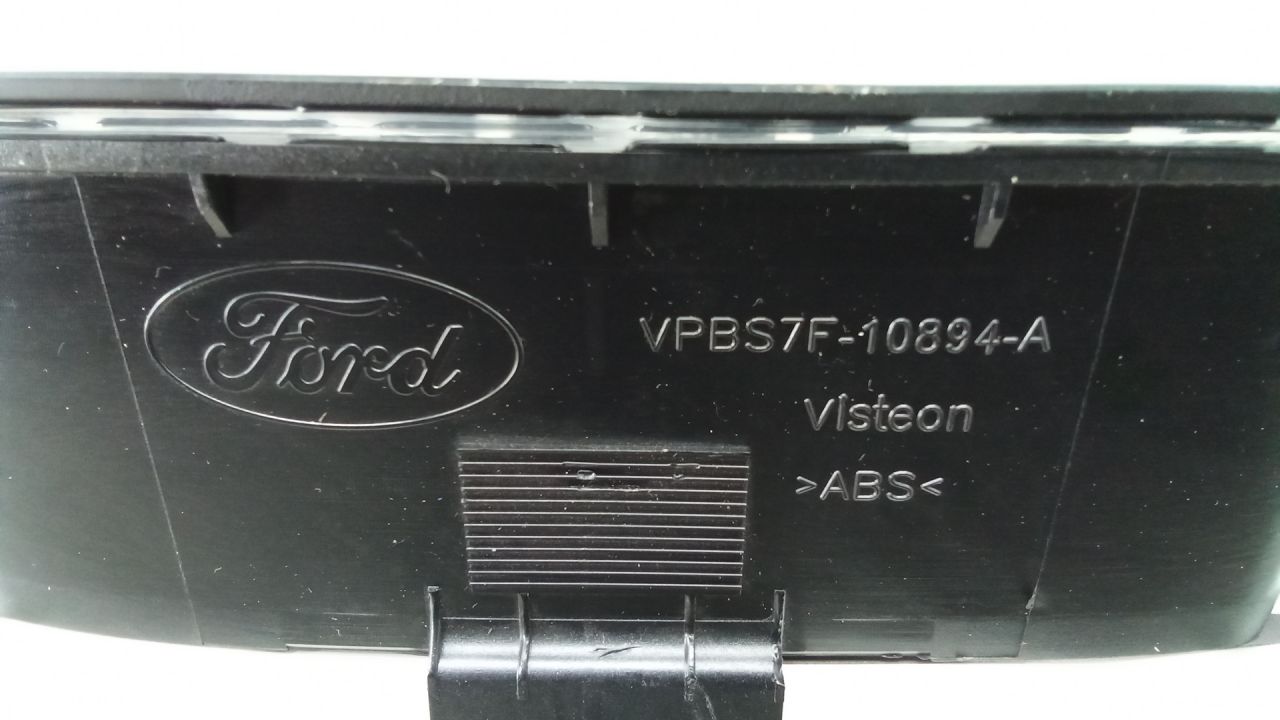 Ford
VPBS7F-10894-A
Visteon
>ABS<